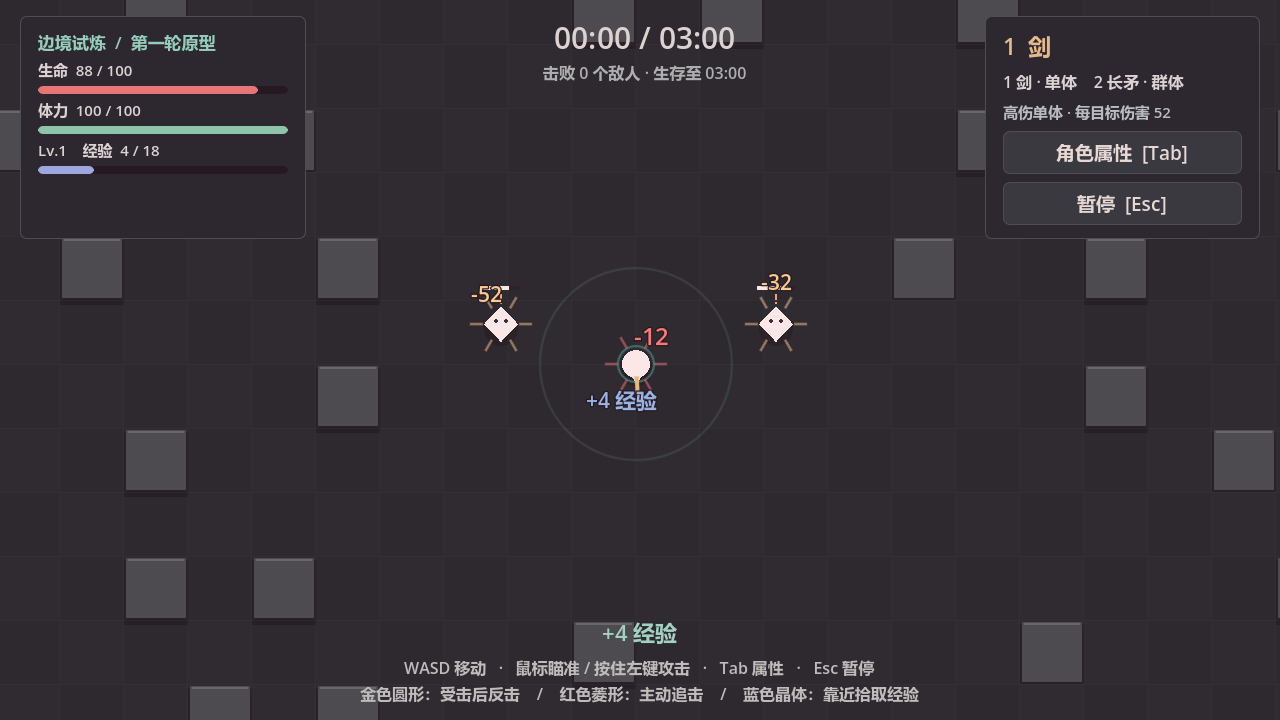 边境试炼 / 第一轮原型
生命 88 / 100
体力 100 / 100
Lv.1 经验 4 / 18
00:00 / 03:00
击败 0 个敌人 · 生存至 03:00
1 剑
1 剑 · 单体 2 长矛 · 群体
高伤单体 · 每目标伤害 52
角色属性 [Tab]
暂停 [Esc]
-52
!
-32
!
-12
+4 经验
+4 经验
WASD 移动 · 鼠标瞄准 / 按住左键攻击 · Tab 属性 · Esc 暂停
金色圆形：受击后反击 / 红色菱形：主动追击 / 蓝色晶体：靠近拾取经验